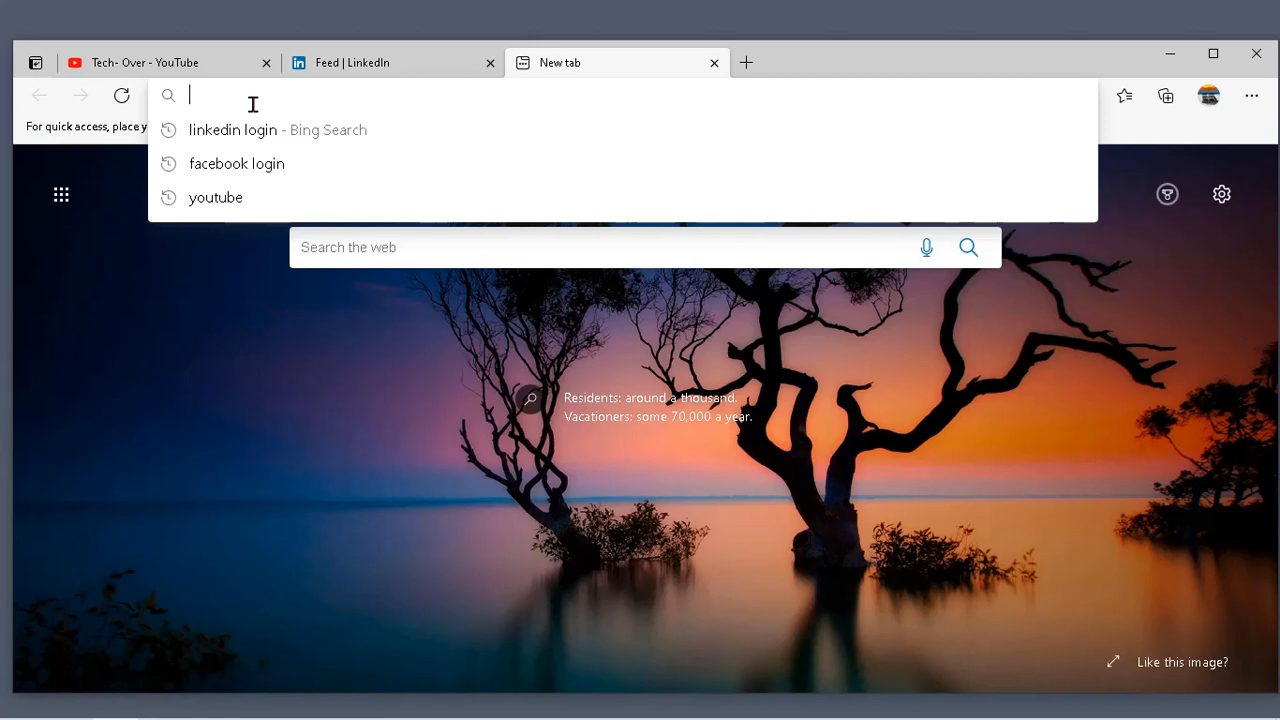 Tech- Over - YouTube
Feed | LinkedIn
New tab
For quick access, place y
linkedin login - Bing Search
facebook login
youtube
Search the web
Residents: around a thousand.
Vacationers: some 70,000 a year.
Like this image?